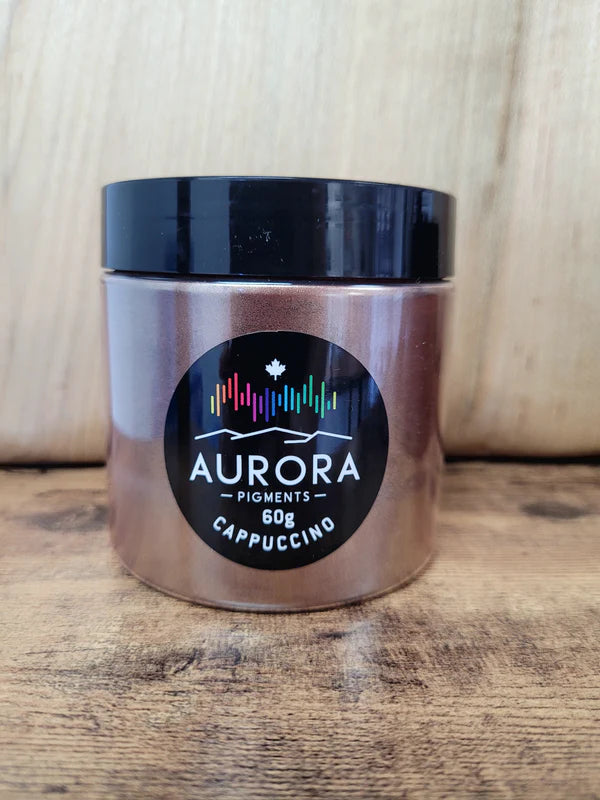 AURORA
PIGMENTS
60g
CAPPUCCINO